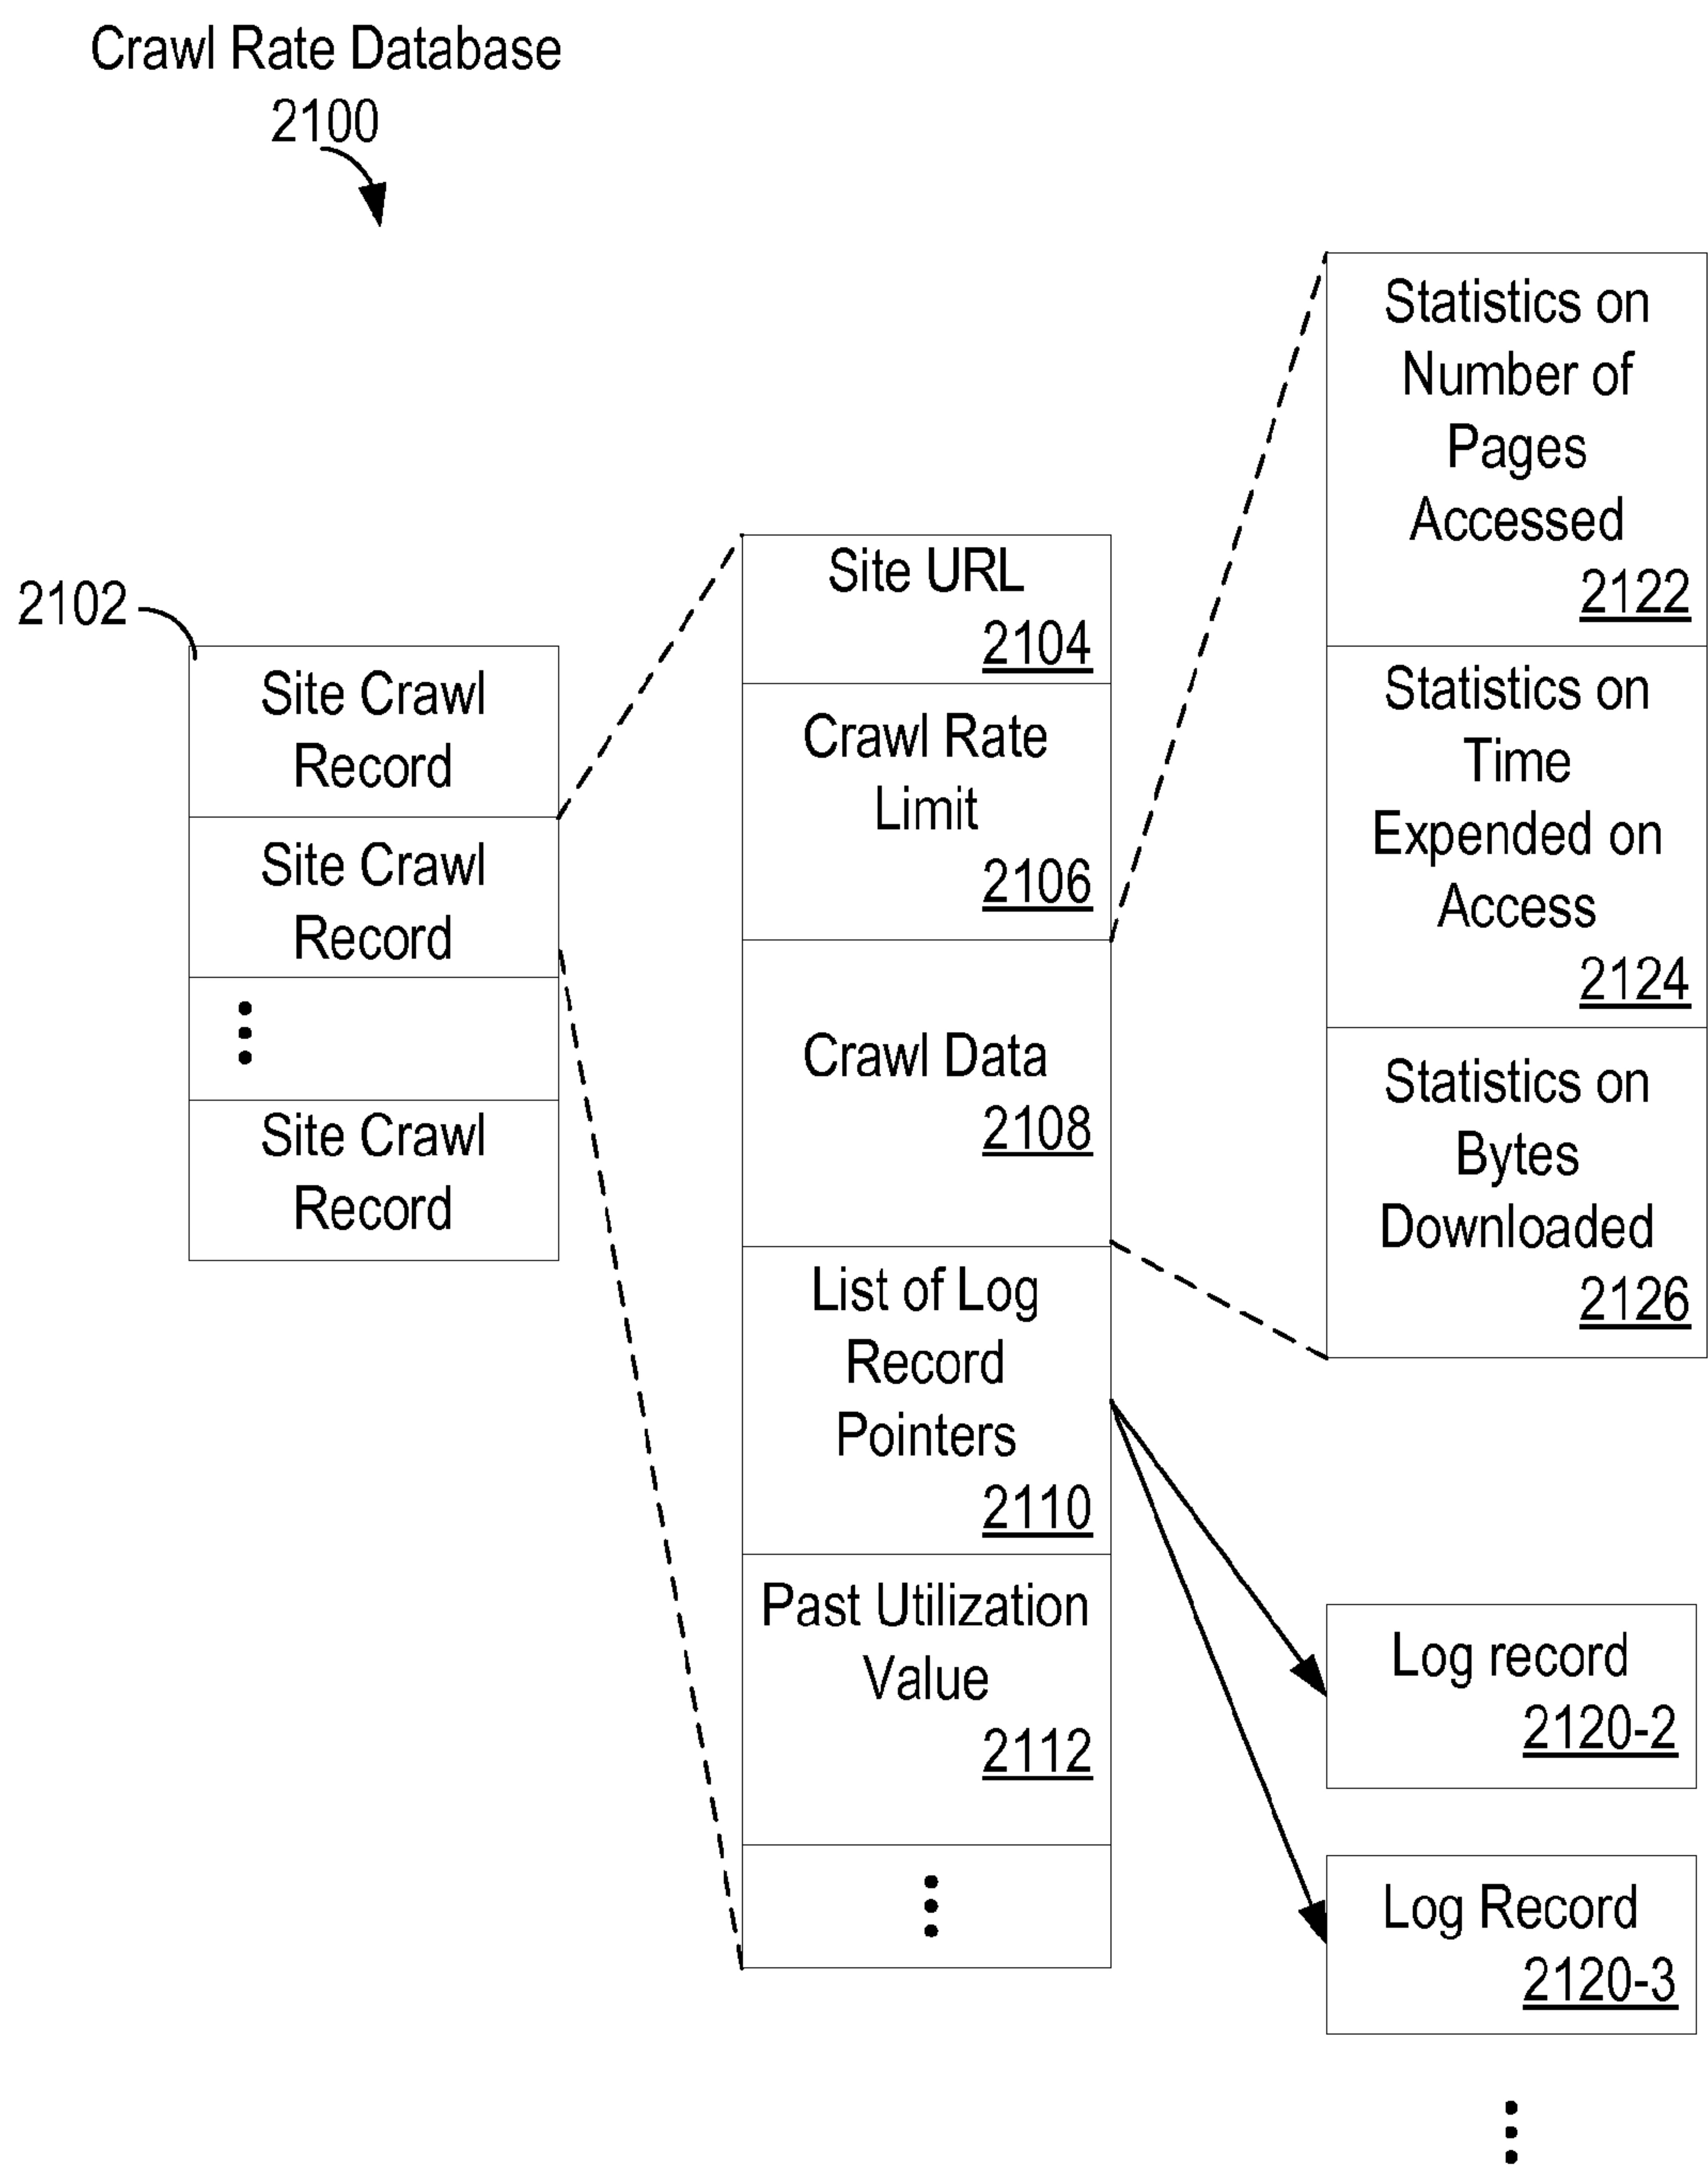 Crawl Rate Database
2100
2102
Site Crawl
Record
Site Crawl
Record
Site Crawl
Record
Site URL
2104
Crawl Rate
Limit
2106
Crawl Data
2108
List of Log
Record
Pointers
2110
Past Utilization
Value
2112
Statistics on
Number of
Pages
Accessed
2122
Statistics on
Time
Expended on
Access
2124
Statistics on
Bytes
Downloaded
2126
Log record
2120-2
Log Record
2120-3